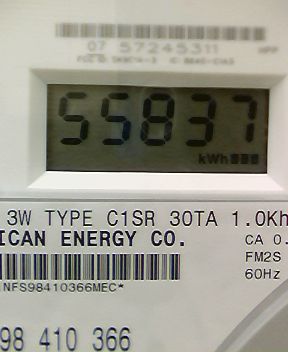 07 57245311
55837
kWh
3W TYPE C1SR 30TA 1.0Kh
ICAN ENERGY CO.
CA 0.
FM2S
60Hz
NFS98410366MEC*
98 410 366